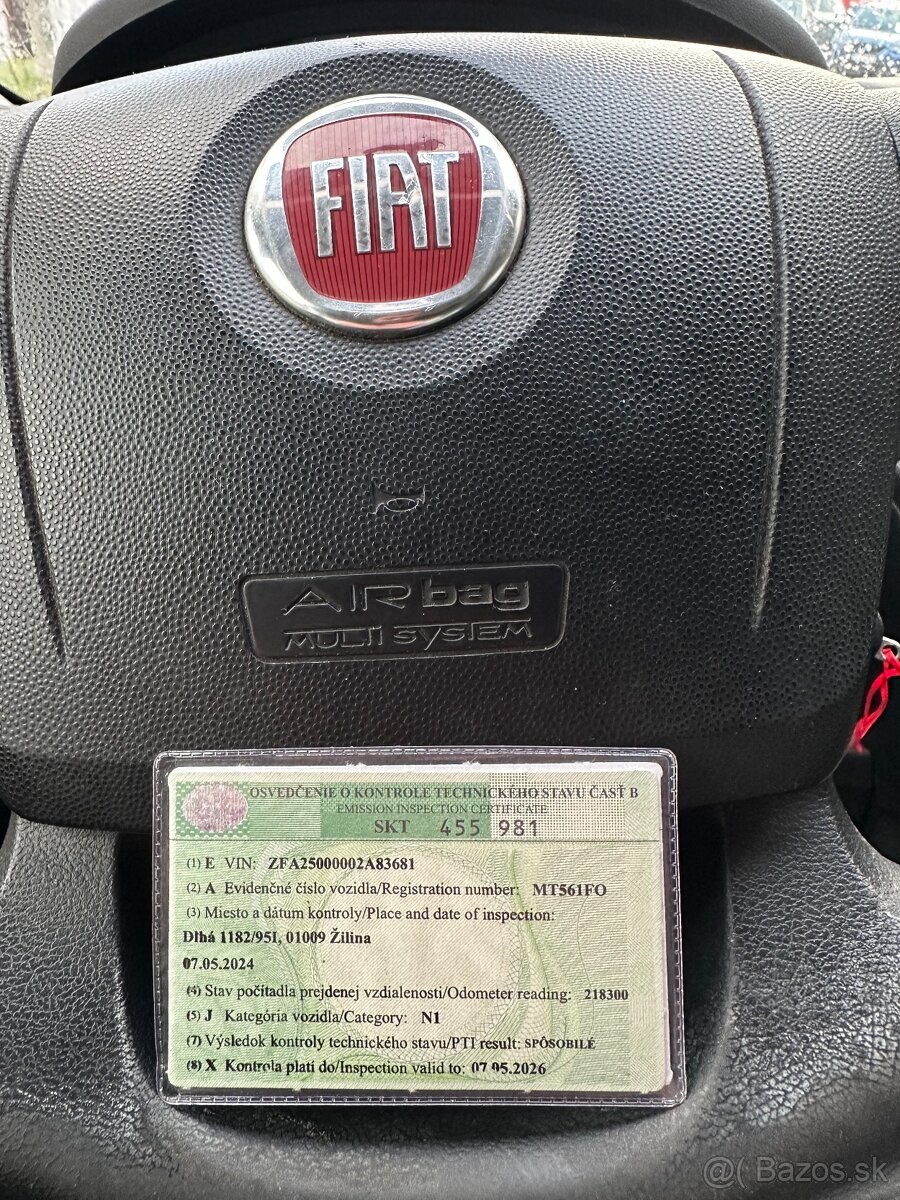 FIAT
AIRbag
MULTI SYSTEM
OSVEDČENIE O KONTROLE TECHNICKÉHO STAVU ČASŤ B
EMISSION INSPECTION CERTIFICATE
SKT 455 981
(1) E VIN: ZFA25000002A83681
(2) A Evidenčné číslo vozidla/Registration number: MT561FO
(3) Miesto a dátum kontroly/Place and date of inspection:
Dlhá 1182/951, 01009 Žilina
07.05.2024
(4) Stav počítadla prejdenej vzdialenosti/Odometer reading: 218300
(5) J Kategória vozidla/Category: N1
(7) Výsledok kontroly technického stavu/PTI result: SPÔSOBILÉ
(8) X Kontrola platí do/Inspection valid to: 07.05.2026
@( Bazos.sk